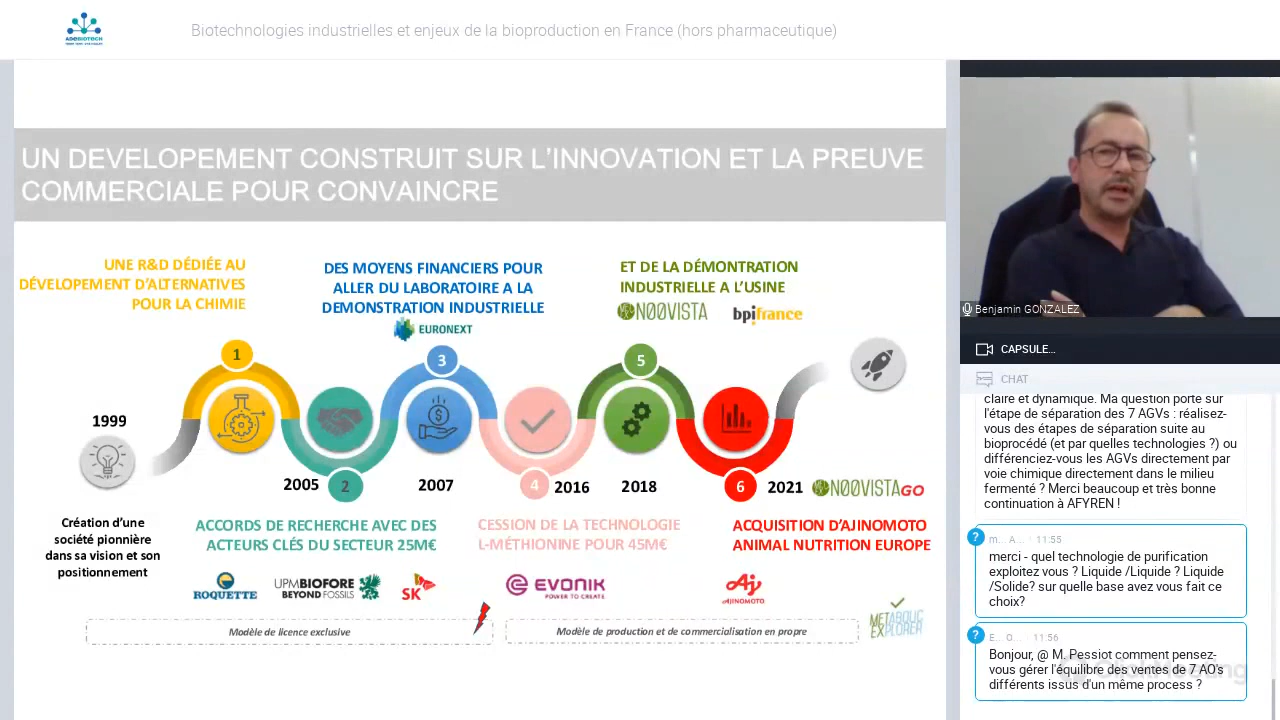 ADEBIOTECH
Biotechnologies industrielles et enjeux de la bioproduction en France (hors pharmaceutique)
UN DEVELOPEMENT CONSTRUIT SUR L'INNOVATION ET LA PREUVE
COMMERCIALE POUR CONVAINCRE
UNE R&D DÉDIÉE AU
DÉVELOPEMENT D'ALTERNATIVES
POUR LA CHIMIE
DES MOYENS FINANCIERS POUR
ALLER DU LABORATOIRE A LA
DEMONSTRATION INDUSTRIELLE
EURONEXT
ET DE LA DÉMONTRATION
INDUSTRIELLE A L'USINE
NØØVISTA
bpifrance
1
3
5
1999
2005
2
2007
4
2016
2018
6
2021
NØØVISTAGO
Création d'une
société pionnière
dans sa vision et son
positionnement
ACCORDS DE RECHERCHE AVEC DES
ACTEURS CLÉS DU SECTEUR 25M€
CESSION DE LA TECHNOLOGIE
L-MÉTHIONINE POUR 45M€
ACQUISITION D'AJINOMOTO
ANIMAL NUTRITION EUROPE
ROQUETTE
UPM BIOFORE
BEYOND FOSSILS
SK
EVONIK
POWER TO CREATE
AJINOMOTO
METABOLIC
EXPLORER
Modèle de licence exclusive
Modèle de production et de commercialisation en propre
Benjamin GONZALEZ
CAPSULE...
CHAT
claire et dynamique. Ma question porte sur
l'étape de séparation des 7 AGVs : réalisez-
vous des étapes de séparation suite au
bioprocédé (et par quelles technologies ?) ou
différenciez-vous les AGVs directement par
voie chimique directement dans le milieu
fermenté ? Merci beaucoup et très bonne
continuation à AFYREN !
?
m... A... 11:55
merci - quel technologie de purification
exploitez vous ? Liquide /Liquide ? Liquide
/Solide? sur quelle base avez vous fait ce
choix?
?
E... O... 11:56
Bonjour, @ M. Pessiot comment pensez-
vous gérer l'équilibre des ventes de 7 AO's
différents issus d'un même process ?
ClickMeeting